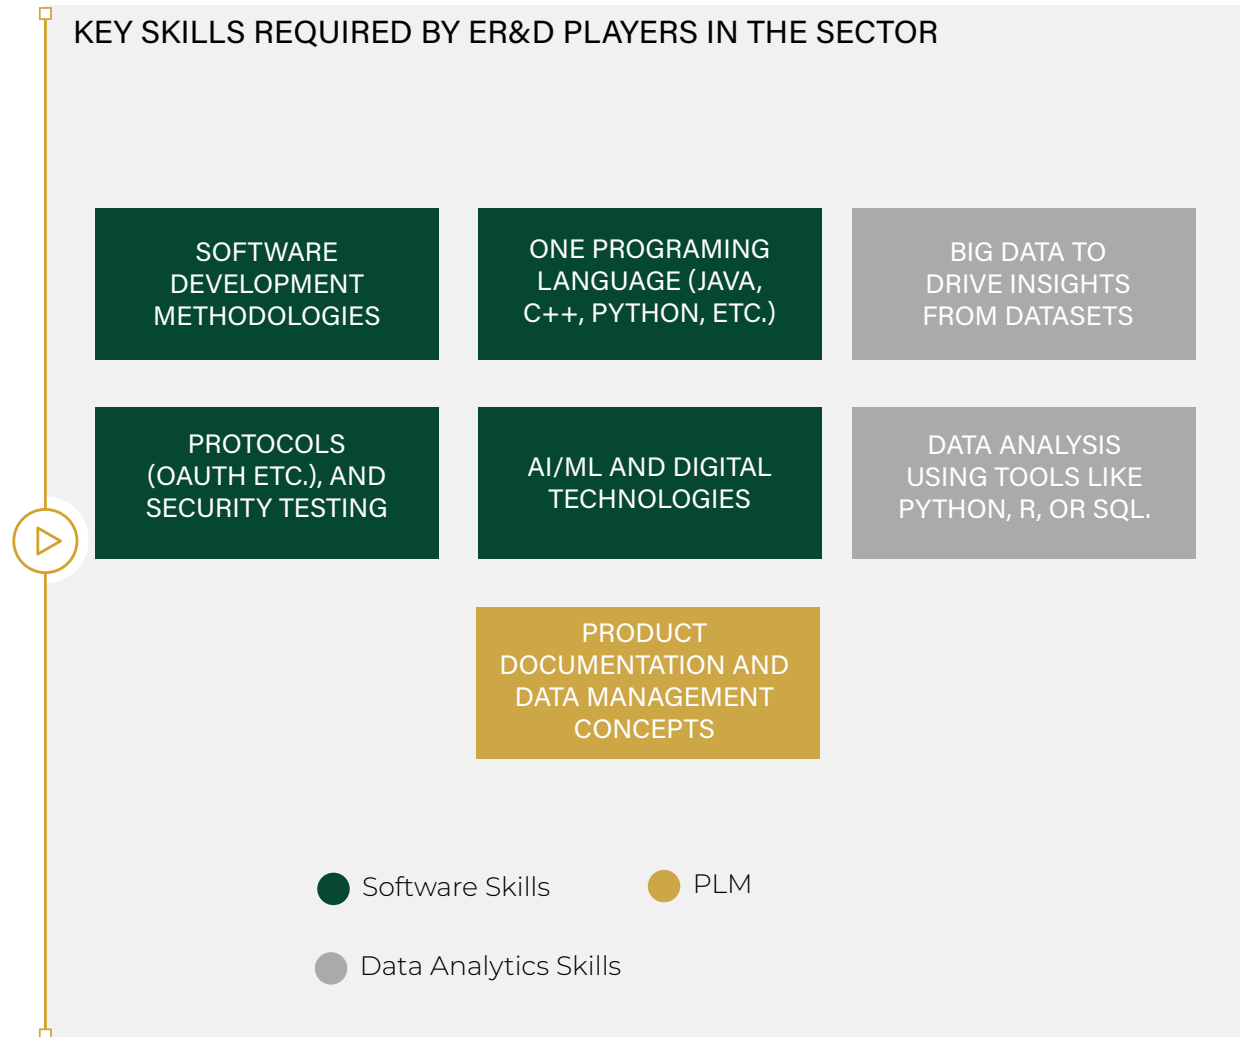 KEY SKILLS REQUIRED BY ER&D PLAYERS IN THE SECTOR
SOFTWARE
DEVELOPMENT
METHODOLOGIES
ONE PROGRAMING
LANGUAGE (JAVA,
C++, PYTHON, ETC.)
BIG DATA TO
DRIVE INSIGHTS
FROM DATASETS
PROTOCOLS
(OAUTH ETC.), AND
SECURITY TESTING
AI/ML AND DIGITAL
TECHNOLOGIES
DATA ANALYSIS
USING TOOLS LIKE
PYTHON, R, OR SQL.
PRODUCT
DOCUMENTATION AND
DATA MANAGEMENT
CONCEPTS
Software Skills
PLM
Data Analytics Skills